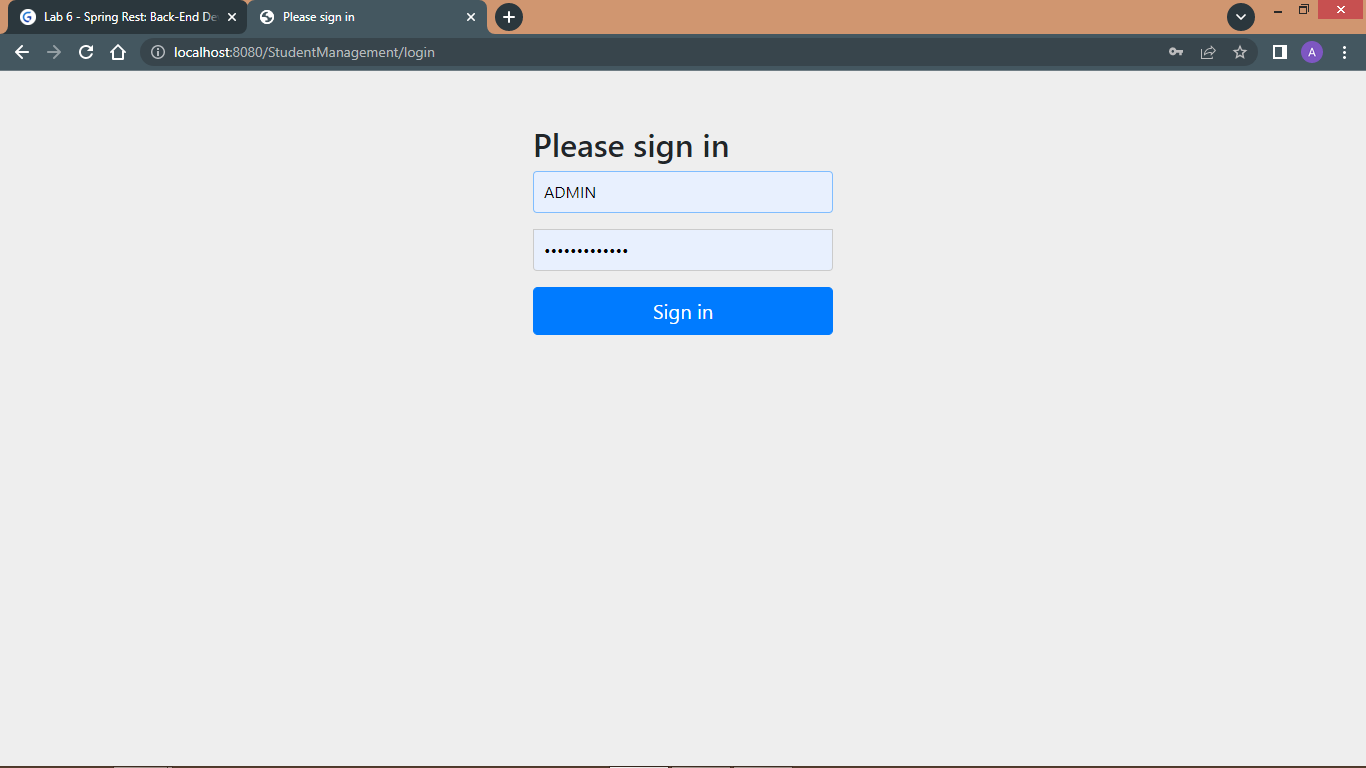 Lab 6 - Spring Rest: Back-End De
Please sign in
localhost:8080/StudentManagement/login
A
Please sign in
ADMIN
•••••••••••••
Sign in